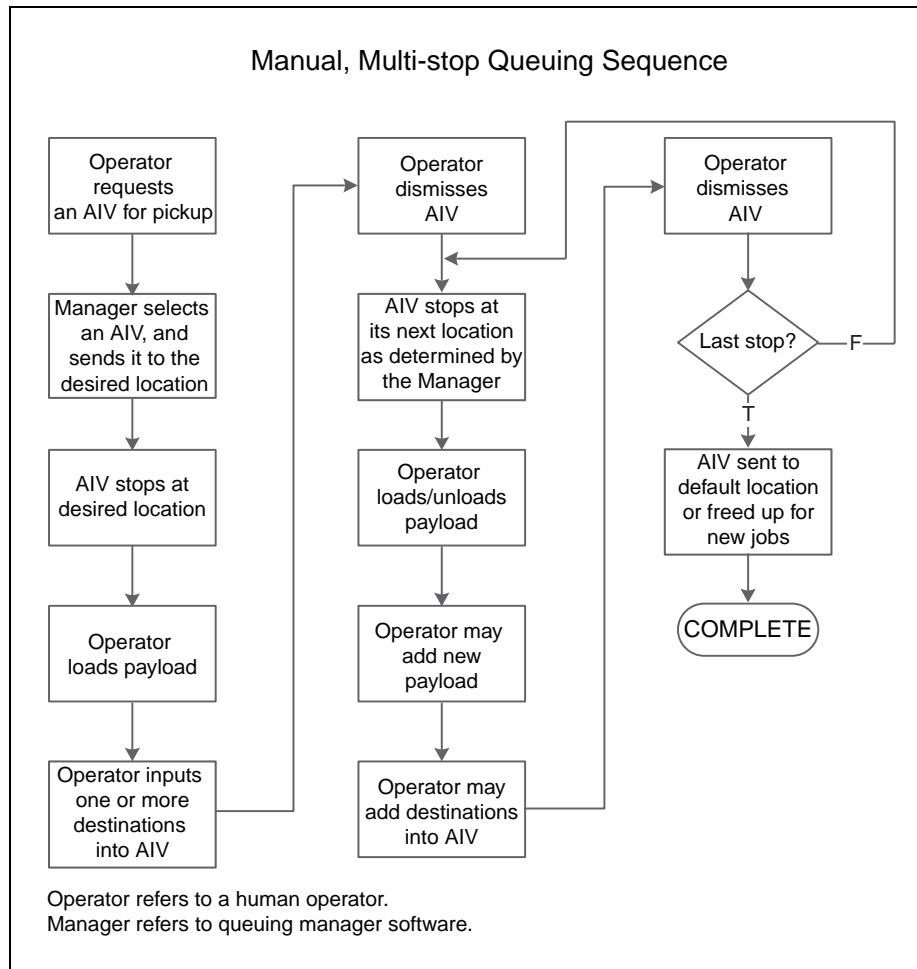 Manual, Multi-stop Queuing Sequence
Operator
requests
an AIV for pickup
Manager selects
an AIV, and
sends it to the
desired location
AIV stops at
desired location
Operator
loads payload
Operator inputs
one or more
destinations
into AIV
Operator
dismisses
AIV
AIV stops at
its next location
as determined by
the Manager
Operator
loads/unloads
payload
Operator may
add new
payload
Operator may
add destinations
into AIV
Operator
dismisses
AIV
Last stop?
F
T
AIV sent to
default location
or freed up for
new jobs
COMPLETE
Operator refers to a human operator.
Manager refers to queuing manager software.